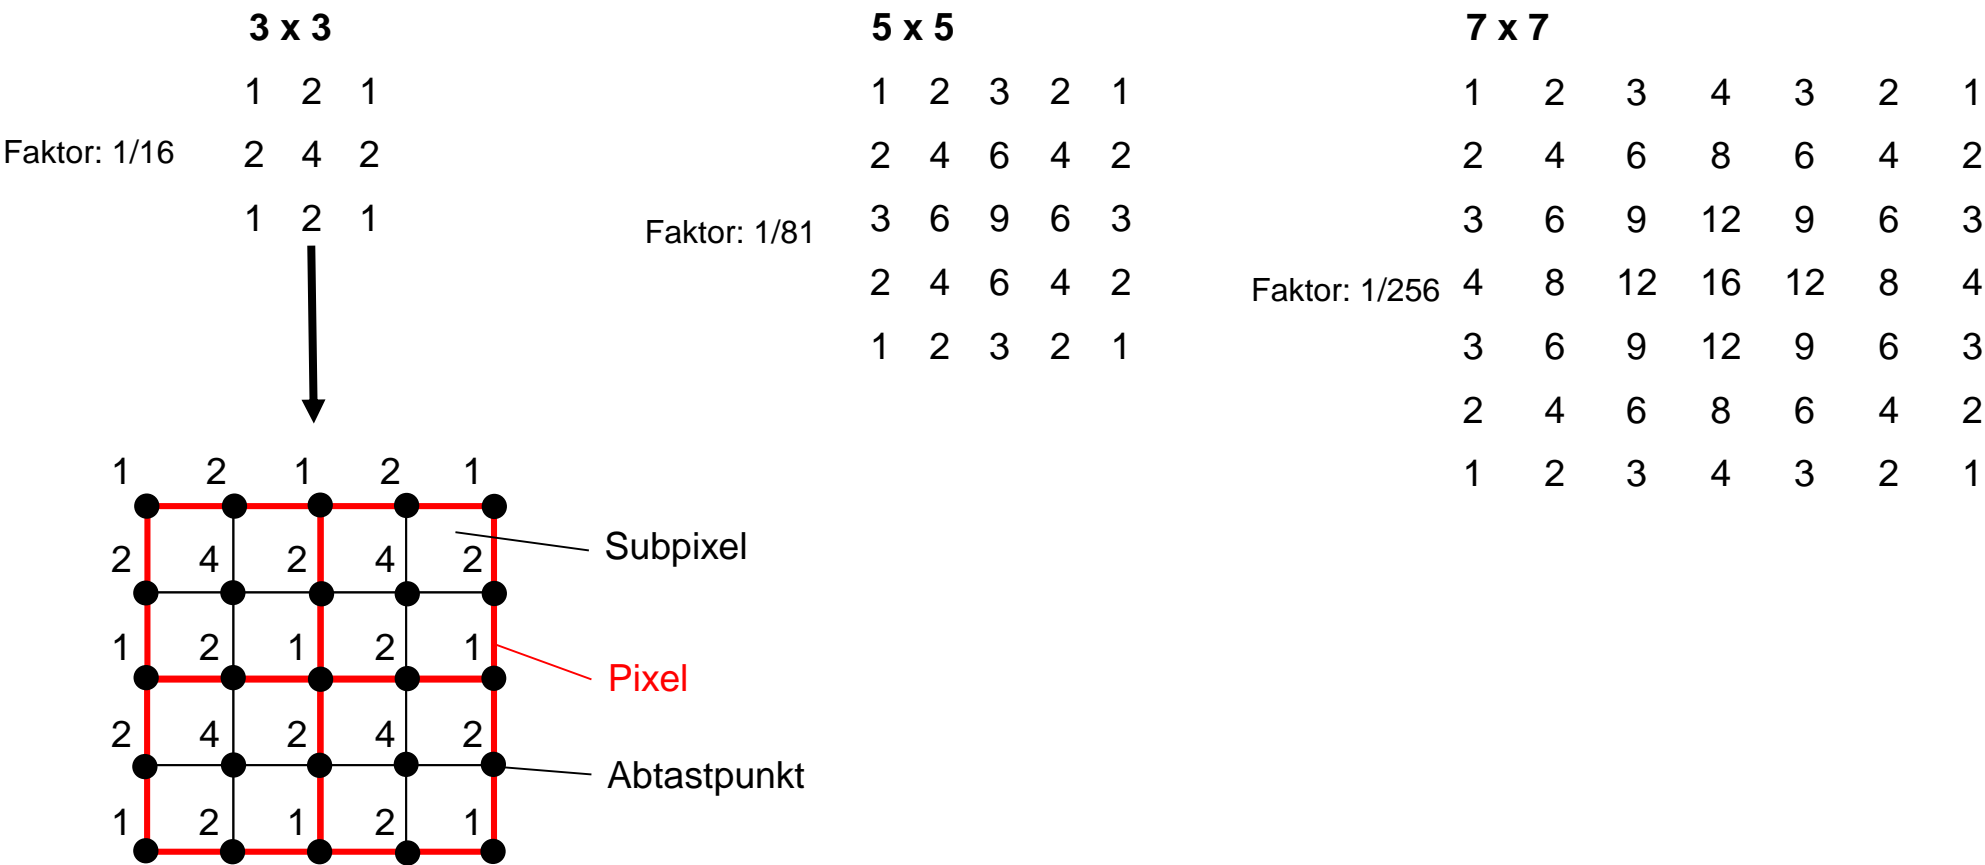 3 x 3
1 2 1
Faktor: 1/16 2 4 2
1 2 1
5 x 5
1 2 3 2 1
2 4 6 4 2
Faktor: 1/81 3 6 9 6 3
2 4 6 4 2
1 2 3 2 1
7 x 7
1 2 3 4 3 2 1
2 4 6 8 6 4 2
3 6 9 12 9 6 3
Faktor: 1/256 4 8 12 16 12 8 4
3 6 9 12 9 6 3
2 4 6 8 6 4 2
1 2 3 4 3 2 1
1 2 1 2 1
2 4 2 4 2
Subpixel
1 2 1 2 1
Pixel
2 4 2 4 2
Abtastpunkt
1 2 1 2 1